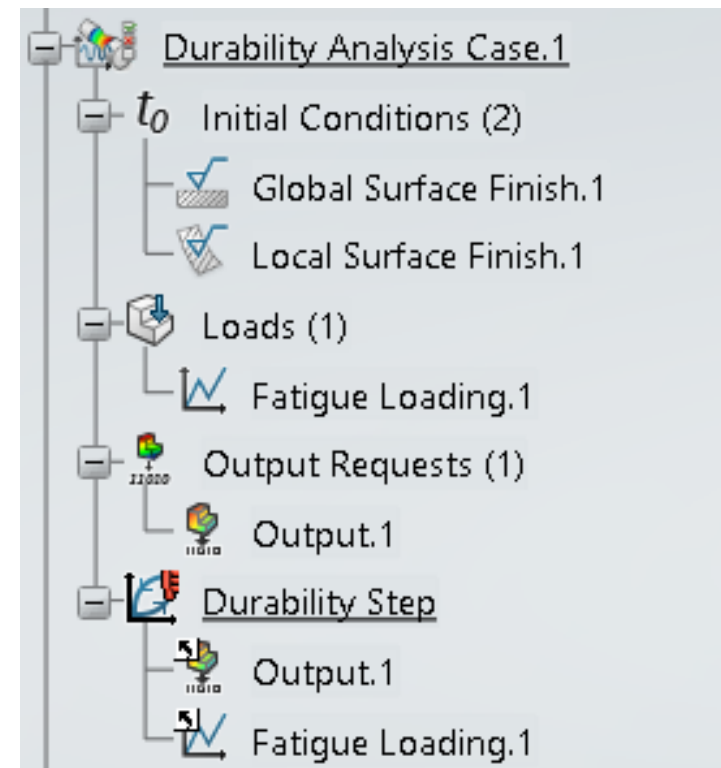 Durability Analysis Case.1
t0 Initial Conditions (2)
Global Surface Finish.1
Local Surface Finish.1
Loads (1)
Fatigue Loading.1
Output Requests (1)
Output.1
Durability Step
Output.1
Fatigue Loading.1